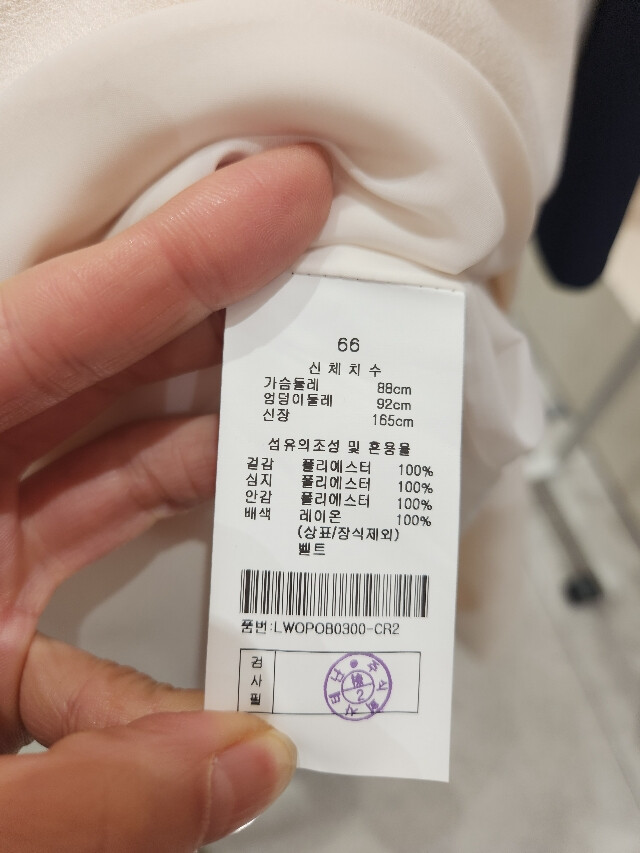 66
신체치수
가슴둘레 88cm
엉덩이둘레 92cm
신장 165cm
섬유의조성 및 혼용율
겉감 폴리에스터 100%
심지 폴리에스터 100%
안감 폴리에스터 100%
배색 레이온 100%
(상표/장식제외)
벨트
품번:LWOPOB0300-CR2
검사필
2